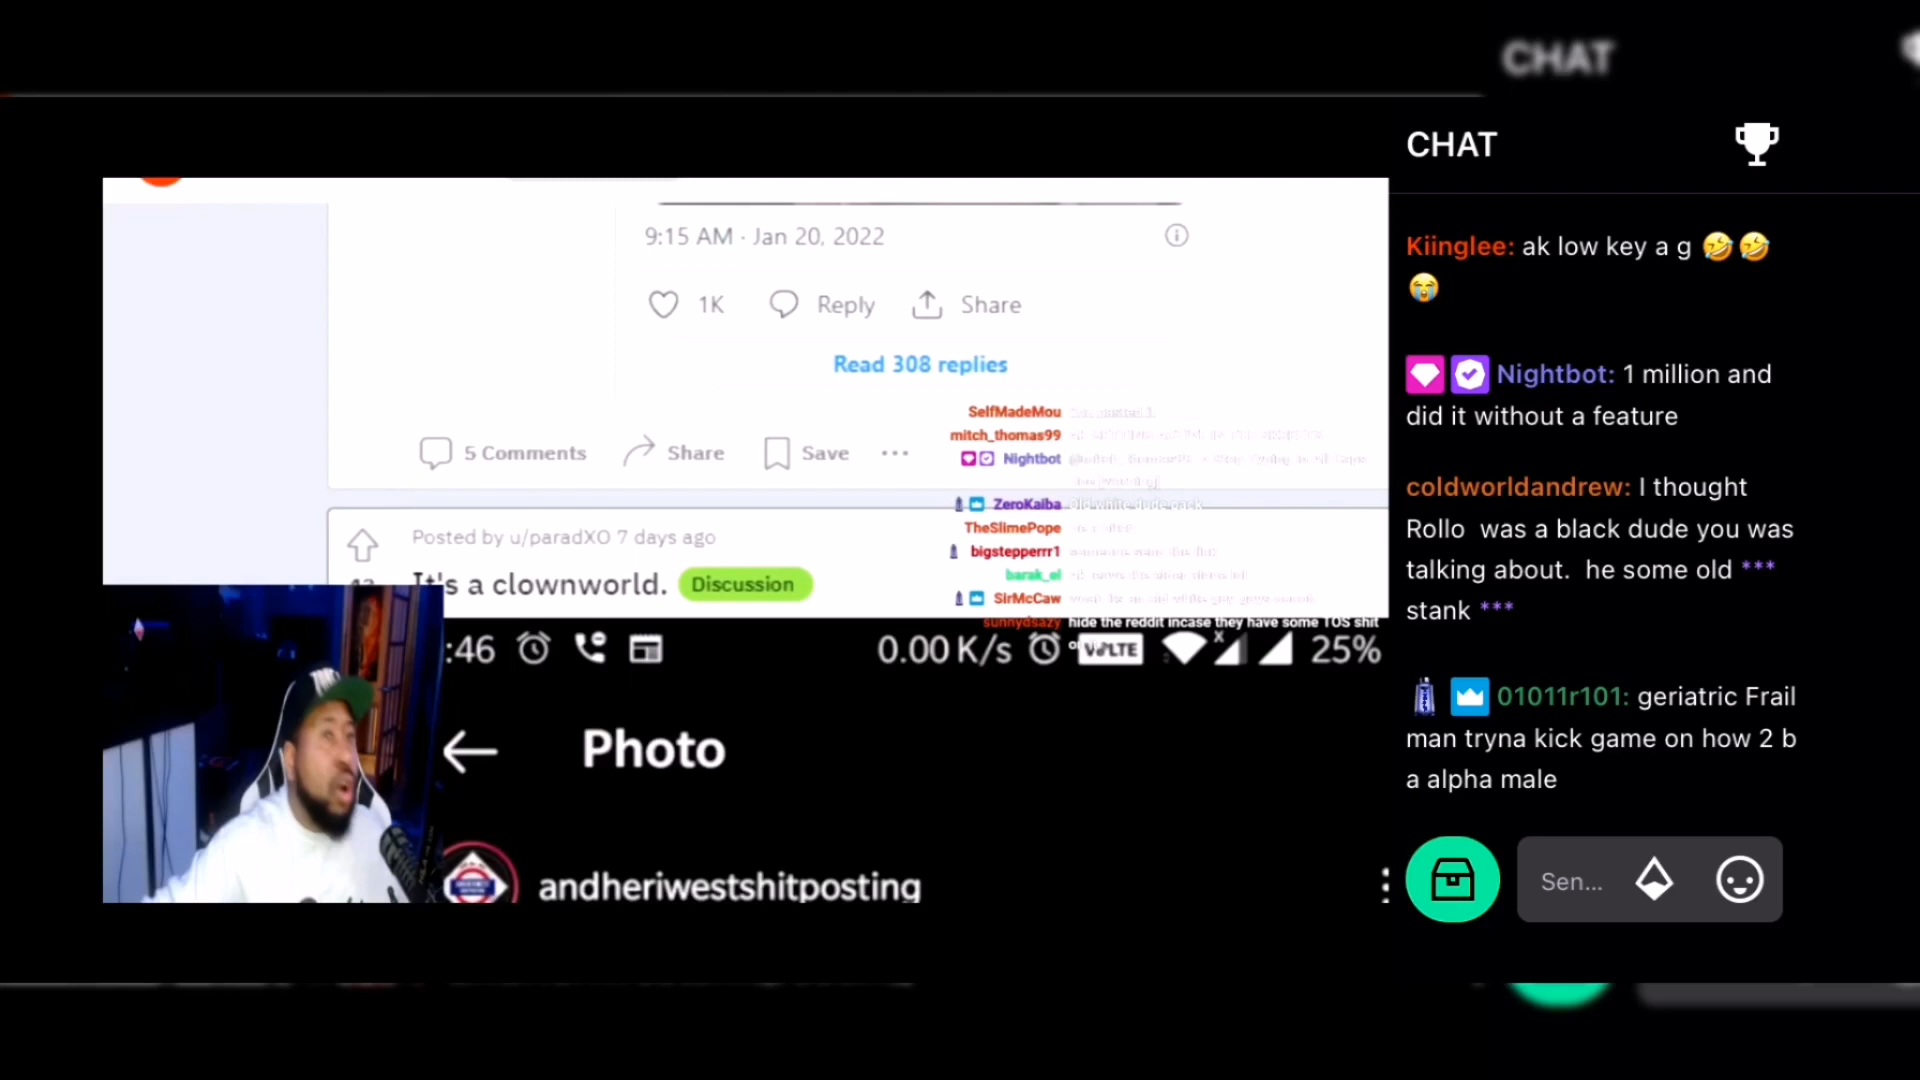 CHAT
CHAT
9:15 AM · Jan 20, 2022
1K Reply Share
Read 308 replies
5 Comments Share Save
Posted by u/paradXO 7 days ago
It's a clownworld. Discussion
SelfMadeMou
mitch_thomas99
Nightbot
ZeroKaiba Old white dude pack
TheSlimePope
bigstepperrr1
barak_ol
SirMcCaw
sunnydsazy hide the reddit incase they have some TOS shit
:46 0.00 K/s VoLTE 25%
Photo
andheriwestshitposting
Kiinglee: ak low key a g 🤣🤣
😭
Nightbot: 1 million and
did it without a feature
coldworldandrew: I thought
Rollo was a black dude you was
talking about. he some old ***
stank ***
01011r101: geriatric Frail
man tryna kick game on how 2 b
a alpha male
Sen...